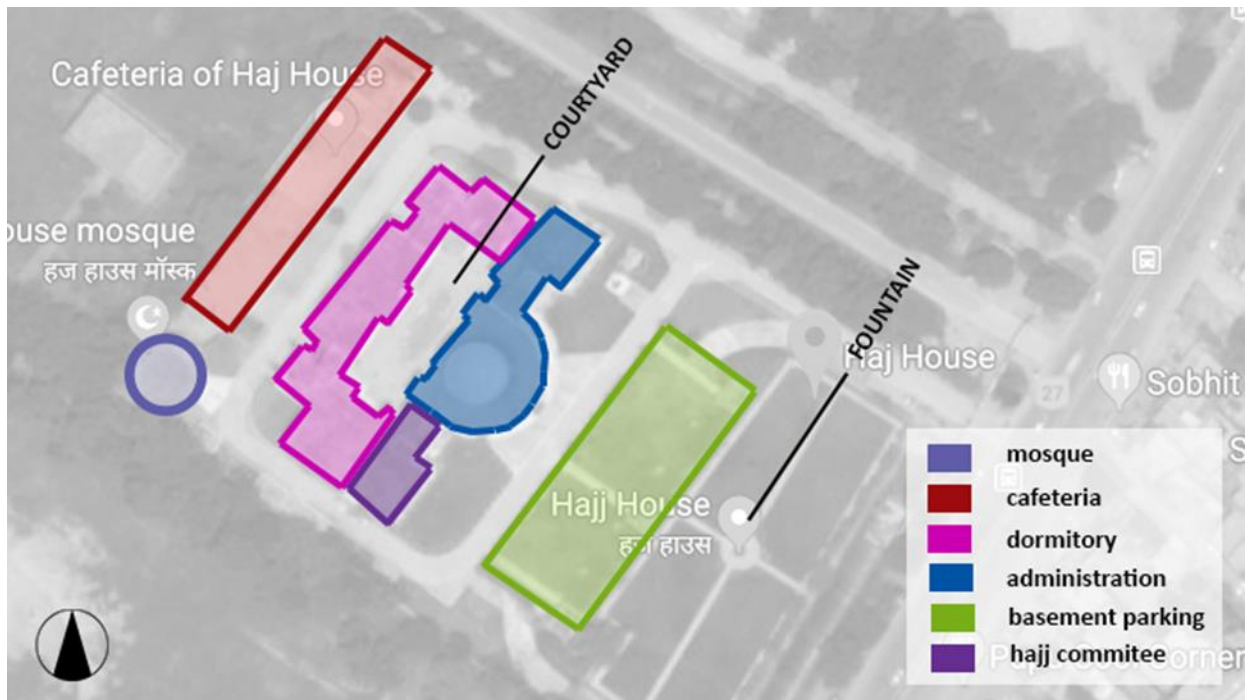 Cafeteria of Haj House
COURTYARD
ouse mosque
हज हाउस मॉस्क
FOUNTAIN
Haj House
27
Sobhit
Hajj House
हज हाउस
S
mosque
cafeteria
dormitory
administration
basement parking
hajj commitee
Corner